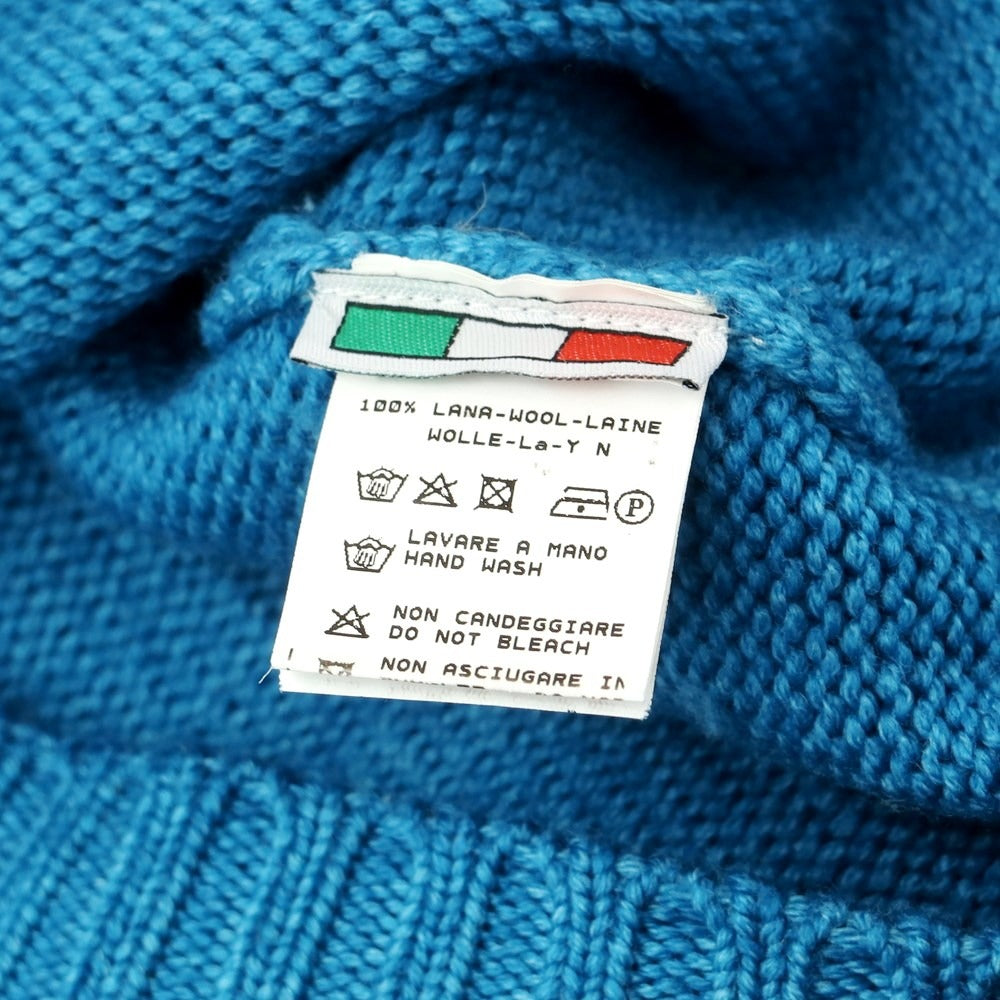 100% LANA-WOOL-LAINE
WOLLE-La-Y N
P
LAVARE A MANO
HAND WASH
NON CANDEGGIARE
DO NOT BLEACH
NON ASCIUGARE IN